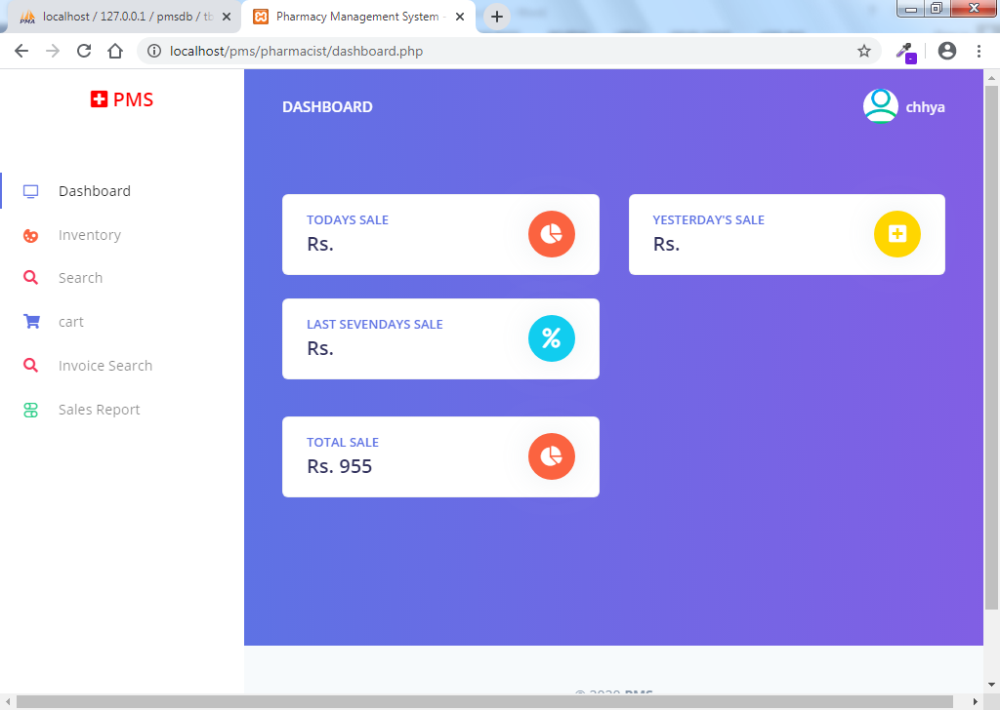 localhost / 127.0.0.1 / pmsdb / tb
Pharmacy Management System
localhost/pms/pharmacist/dashboard.php
PMS
DASHBOARD
chhya
Dashboard
Inventory
Search
cart
Invoice Search
Sales Report
TODAYS SALE
Rs.
YESTERDAY'S SALE
Rs.
LAST SEVENDAYS SALE
Rs.
TOTAL SALE
Rs. 955
© 2020 PMS